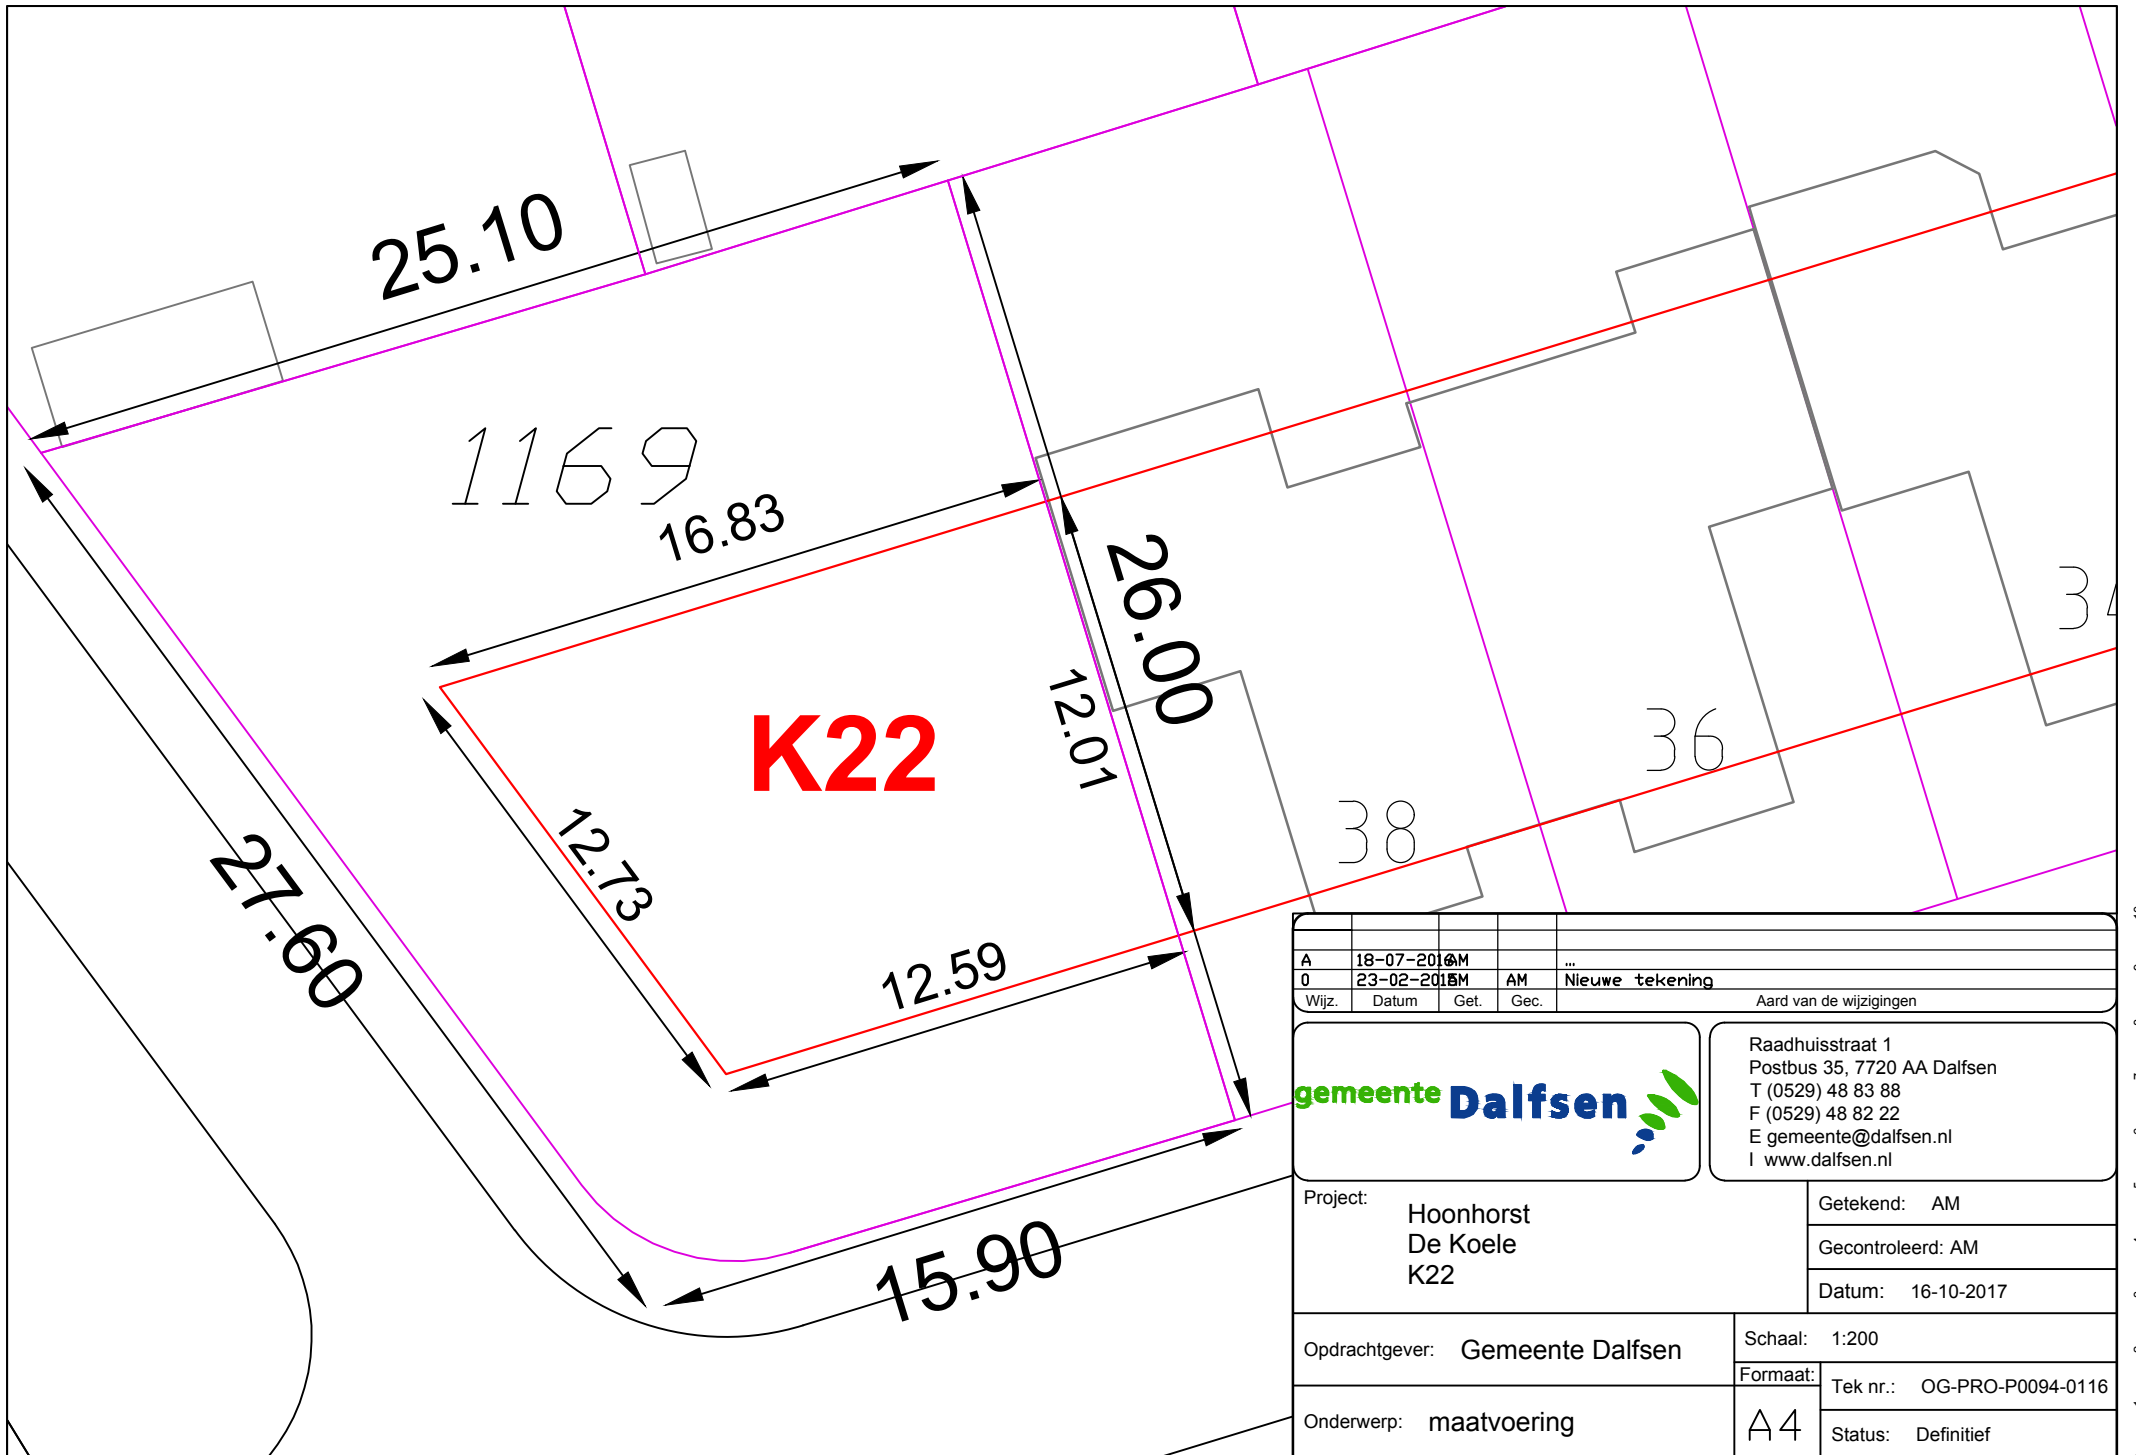 25.10
1169
16.83
26.00
12.01
K22
12.73
27.60
12.59
15.90
38
36
A 18-07-2016 AM ...
0 23-02-2015 AM AM Nieuwe tekening
Wijz. Datum Get. Gec. Aard van de wijzigingen
gemeente Dalfsen
Raadhuisstraat 1
Postbus 35, 7720 AA Dalfsen
T (0529) 48 83 88
F (0529) 48 82 22
E gemeente@dalfsen.nl
I www.dalfsen.nl
Project: Hoonhorst
De Koele
K22
Getekend: AM
Gecontroleerd: AM
Datum: 16-10-2017
Opdrachtgever: Gemeente Dalfsen
Schaal: 1:200
Formaat: A4
Tek nr.: OG-PRO-P0094-0116
Onderwerp: maatvoering
Status: Definitief